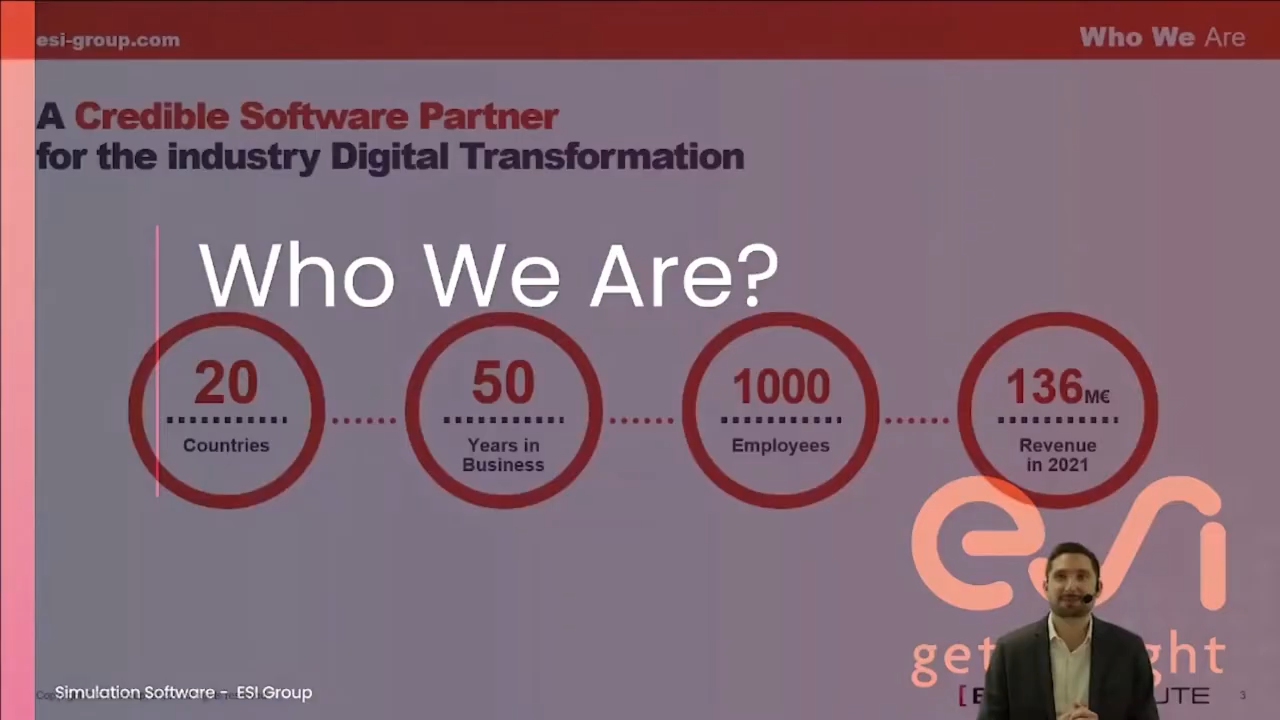 esi-group.com
Who We Are
A Credible Software Partner
for the industry Digital Transformation
Who We Are?
20
Countries
50
Years in
Business
1000
Employees
136M€
Revenue
in 2021
esi
get
ght
Simulation Software - ESI Group
[E
UTE
3